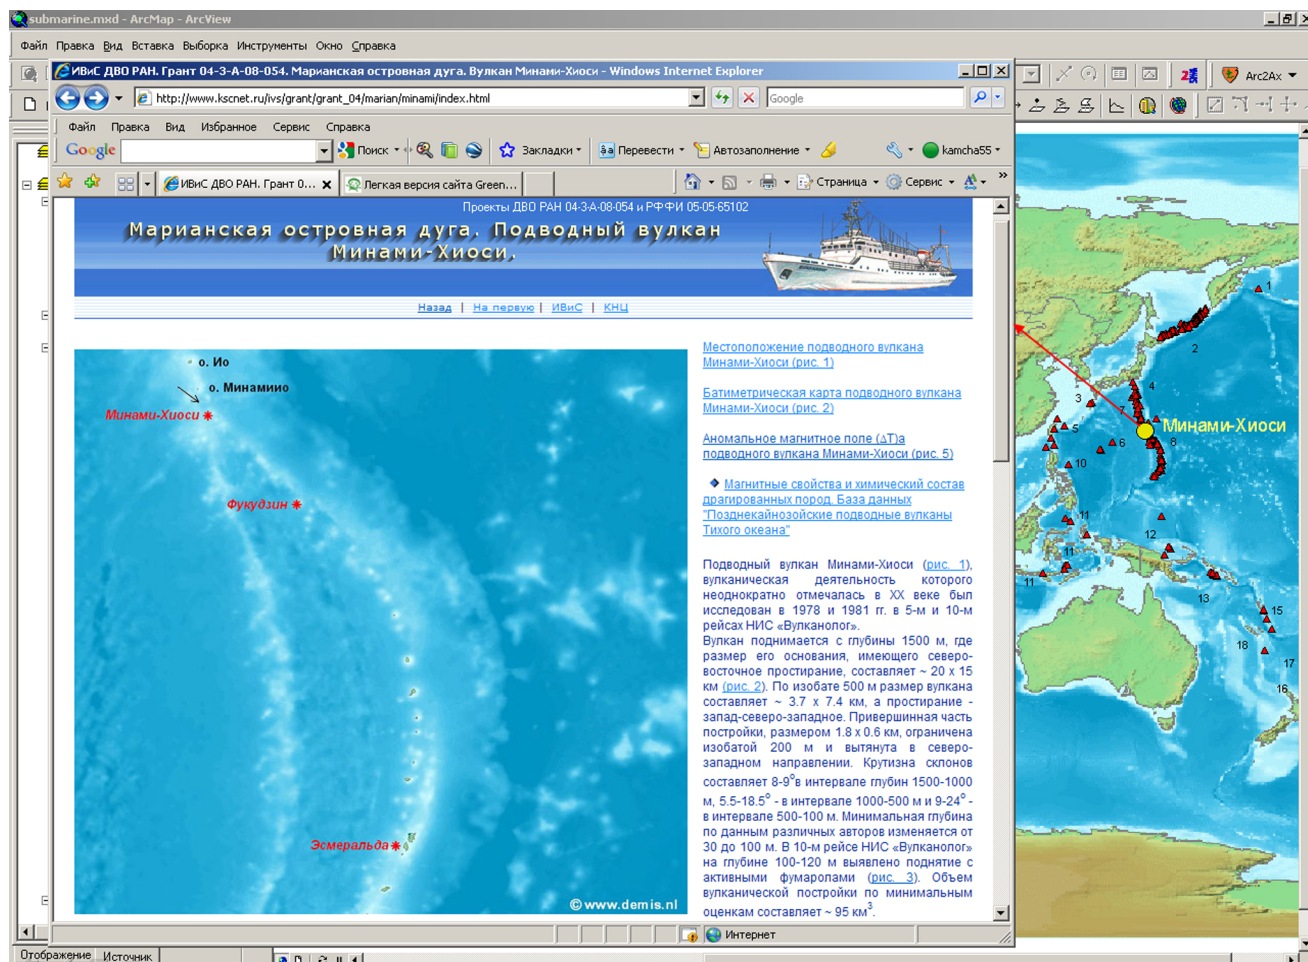 submarine.mxd - ArcMap - ArcView
Файл Правка Вид Вставка Выборка Инструменты Окно Справка
ИВиС ДВО РАН. Грант 04-3-А-08-054. Марианская островная дуга. Вулкан Минами-Хиоси - Windows Internet Explorer
http://www.kscnet.ru/ivs/grant/grant_04/marian/minami/index.html
Google
Файл Правка Вид Избранное Сервис Справка
Google Поиск Закладки Перевести Автозаполнение kamcha55
ИВиС ДВО РАН. Грант 0... Легкая версия сайта Green... Страница Сервис
Arc2Ax
Проекты ДВО РАН 04-3-А-08-054 и РФФИ 05-05-65102
Марианская островная дуга. Подводный вулкан
Минами-Хиоси.
Назад | На первую | ИВиС | КНЦ
о. Ио
о. Минамиио
Минами-Хиоси
Фукудзин
Эсмеральда
© www.demis.nl
Местоположение подводного вулкана
Минами-Хиоси (рис. 1)
Батиметрическая карта подводного вулкана
Минами-Хиоси (рис. 2)
Аномальное магнитное поле (ΔТ)а
подводного вулкана Минами-Хиоси (рис. 5)
Магнитные свойства и химический состав
драгированных пород. База данных
"Позднекайнозойские подводные вулканы
Тихого океана"
Подводный вулкан Минами-Хиоси (рис. 1),
вулканическая деятельность которого
неоднократно отмечалась в XX веке был
исследован в 1978 и 1981 гг. в 5-м и 10-м
рейсах НИС «Вулканолог».
Вулкан поднимается с глубины 1500 м, где
размер его основания, имеющего северо-
восточное простирание, составляет ~ 20 х 15
км (рис. 2). По изобате 500 м размер вулкана
составляет ~ 3.7 х 7.4 км, а простирание -
запад-северо-западное. Привершинная часть
постройки, размером 1.8 х 0.6 км, ограничена
изобатой 200 м и вытянута в северо-
западном направлении. Крутизна склонов
составляет 8-9° в интервале глубин 1500-1000
м, 5.5-18.5° - в интервале 1000-500 м и 9-24° -
в интервале 500-100 м. Минимальная глубина
по данным различных авторов изменяется от
30 до 100 м. В 10-м рейсе НИС «Вулканолог»
на глубине 100-120 м выявлено поднятие с
активными фумаролами (рис. 3). Объем
вулканической постройки по минимальным
оценкам составляет ~ 95 км³.
1
2
4
3
7
Минами-Хиоси
5
6
8
10
11
12
11
11
13
15
18
17
16
Интернет
Отображение Источник